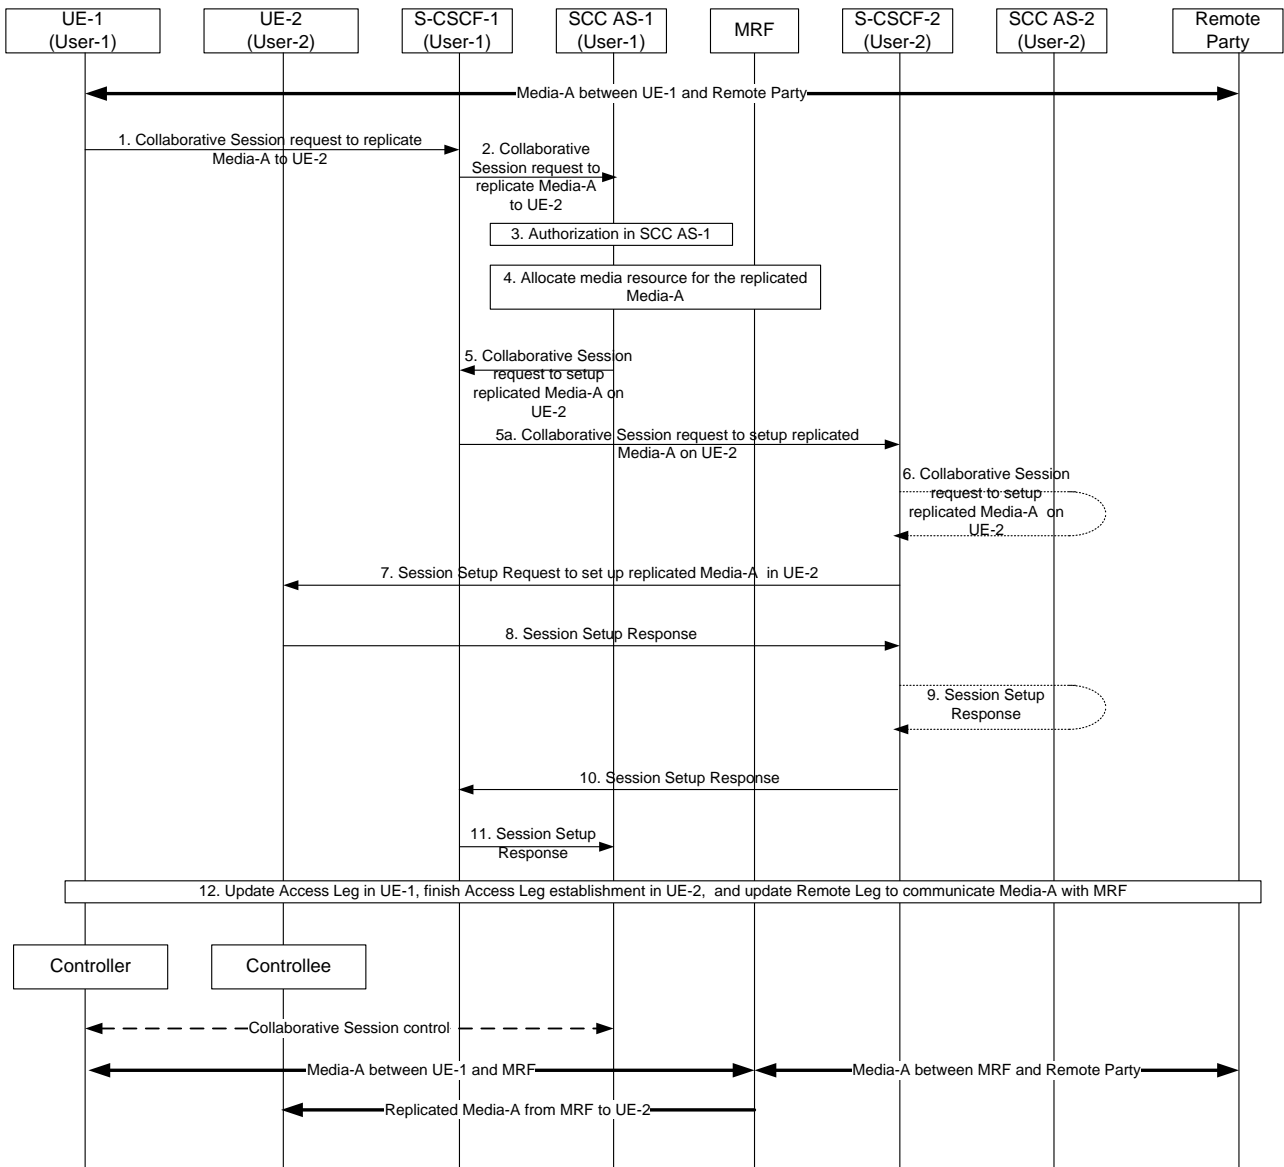 UE-1
(User-1)
UE-2
(User-2)
S-CSCF-1
(User-1)
SCC AS-1
(User-1)
MRF
S-CSCF-2
(User-2)
SCC AS-2
(User-2)
Remote
Party
Media-A between UE-1 and Remote Party
1. Collaborative Session request to replicate
Media-A to UE-2
2. Collaborative
Session request to
replicate Media-A
to UE-2
3. Authorization in SCC AS-1
4. Allocate media resource for the replicated
Media-A
5. Collaborative Session
request to setup
replicated Media-A on
UE-2
5a. Collaborative Session request to setup replicated
Media-A on UE-2
6. Collaborative Session
request to setup
replicated Media-A on
UE-2
7. Session Setup Request to set up replicated Media-A in UE-2
8. Session Setup Response
9. Session Setup
Response
10. Session Setup Response
11. Session Setup
Response
12. Update Access Leg in UE-1, finish Access Leg establishment in UE-2, and update Remote Leg to communicate Media-A with MRF
Controller
Controllee
Collaborative Session control
Media-A between UE-1 and MRF
Media-A between MRF and Remote Party
Replicated Media-A from MRF to UE-2